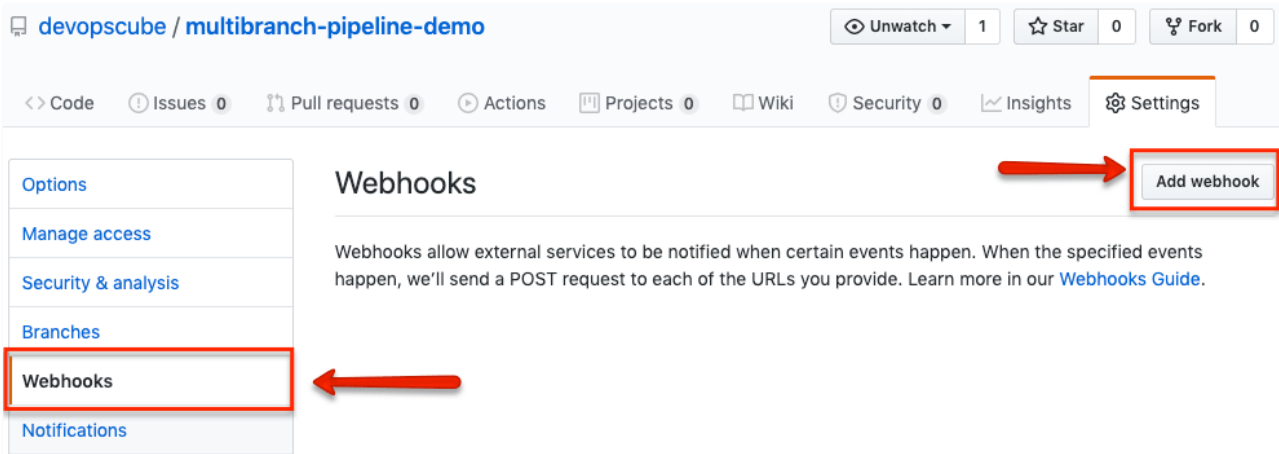 devopscube / multibranch-pipeline-demo
Unwatch 1 Star 0 Fork 0
Code Issues 0 Pull requests 0 Actions Projects 0 Wiki Security 0 Insights Settings
Options
Manage access
Security & analysis
Branches
Webhooks
Notifications
Webhooks
Add webhook
Webhooks allow external services to be notified when certain events happen. When the specified events
happen, we’ll send a POST request to each of the URLs you provide. Learn more in our Webhooks Guide.